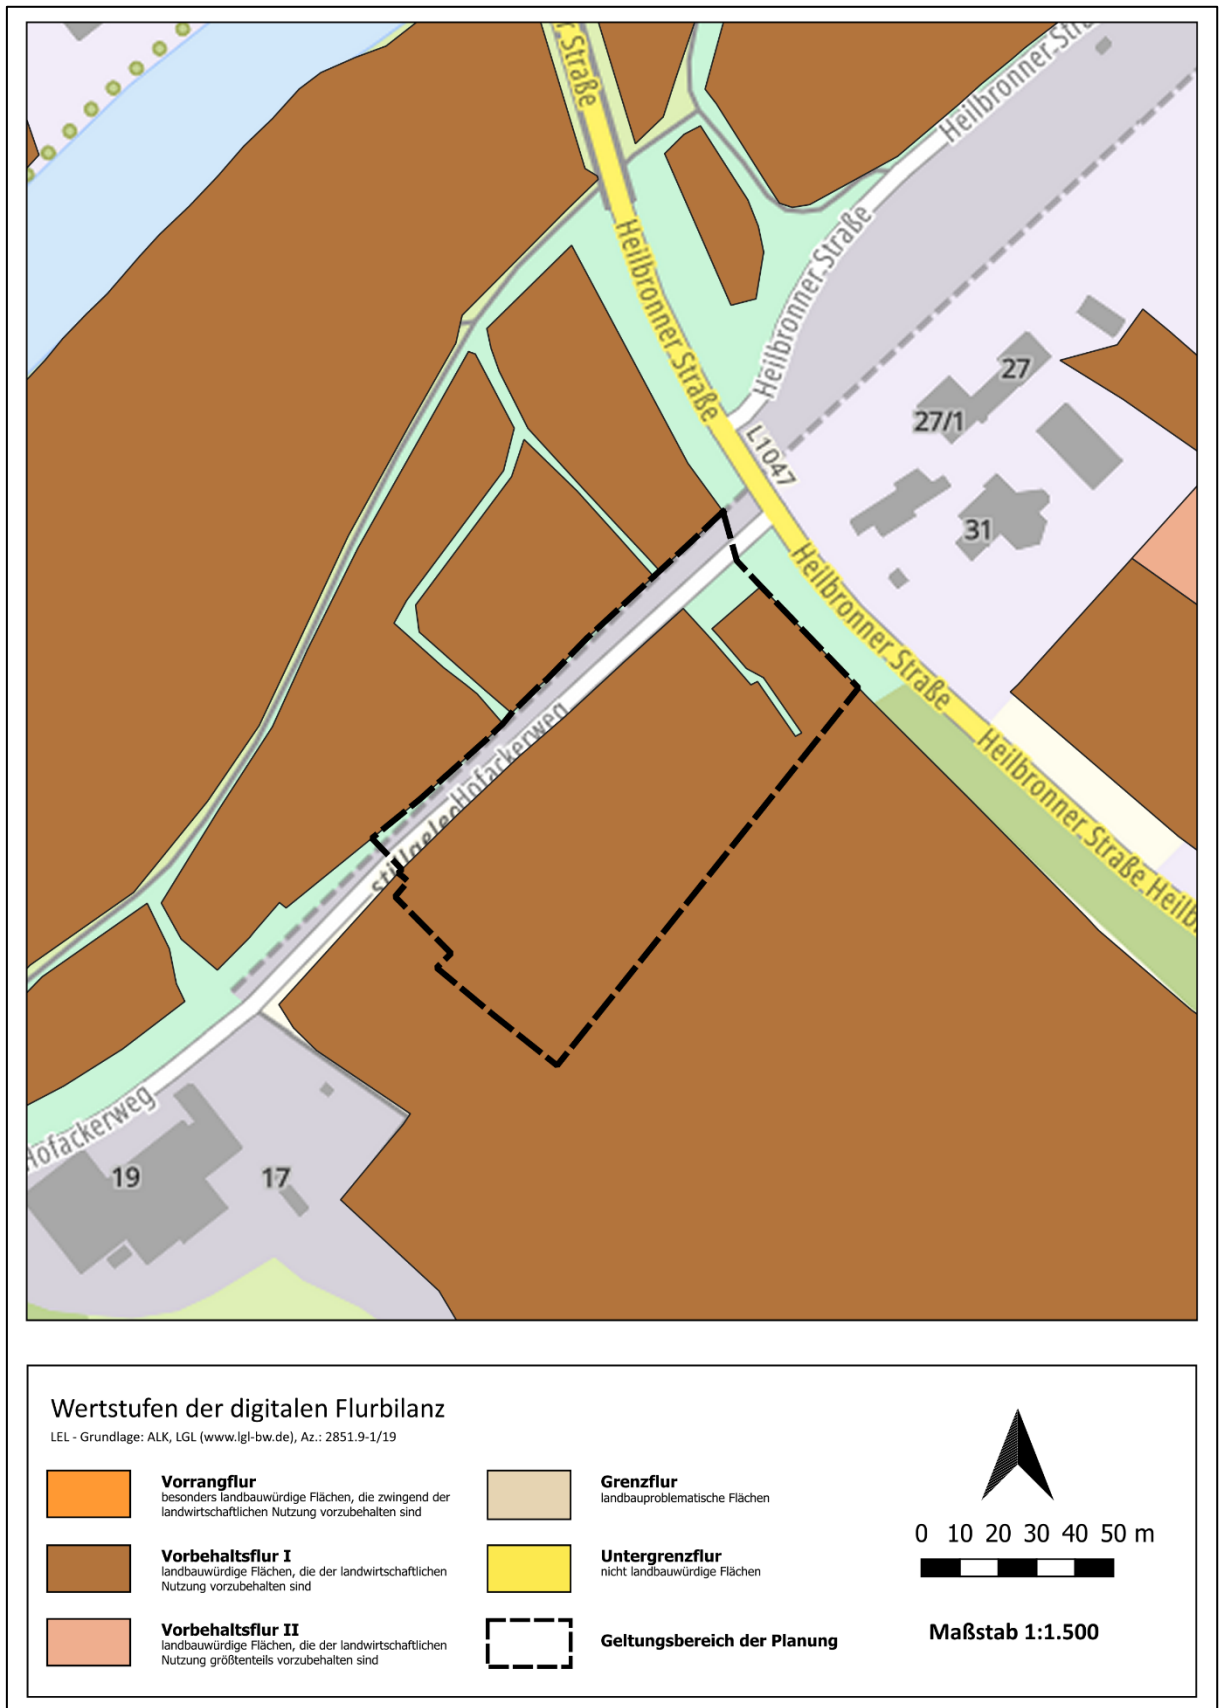 r Straße
Heilbronner Straße
Heilbronner Straße
Heilbronner Straße
L1047
27
27/1
31
Heilbronner Straße
Heilbronner Straße
Heilb
Hofackerweg
stillgeleg
Hofackerweg
19
17
Wertstufen der digitalen Flurbilanz
LEL - Grundlage: ALK, LGL (www.lgl-bw.de), Az.: 2851.9-1/19
Vorrangflur
besonders landbauwürdige Flächen, die zwingend der
landwirtschaftlichen Nutzung vorzubehalten sind
Vorbehaltsflur I
landbauwürdige Flächen, die der landwirtschaftlichen
Nutzung vorzubehalten sind
Vorbehaltsflur II
landbauwürdige Flächen, die der landwirtschaftlichen
Nutzung größtenteils vorzubehalten sind
Grenzflur
landbauproblematische Flächen
Untergrenzflur
nicht landbauwürdige Flächen
Geltungsbereich der Planung
0 10 20 30 40 50 m
Maßstab 1:1.500